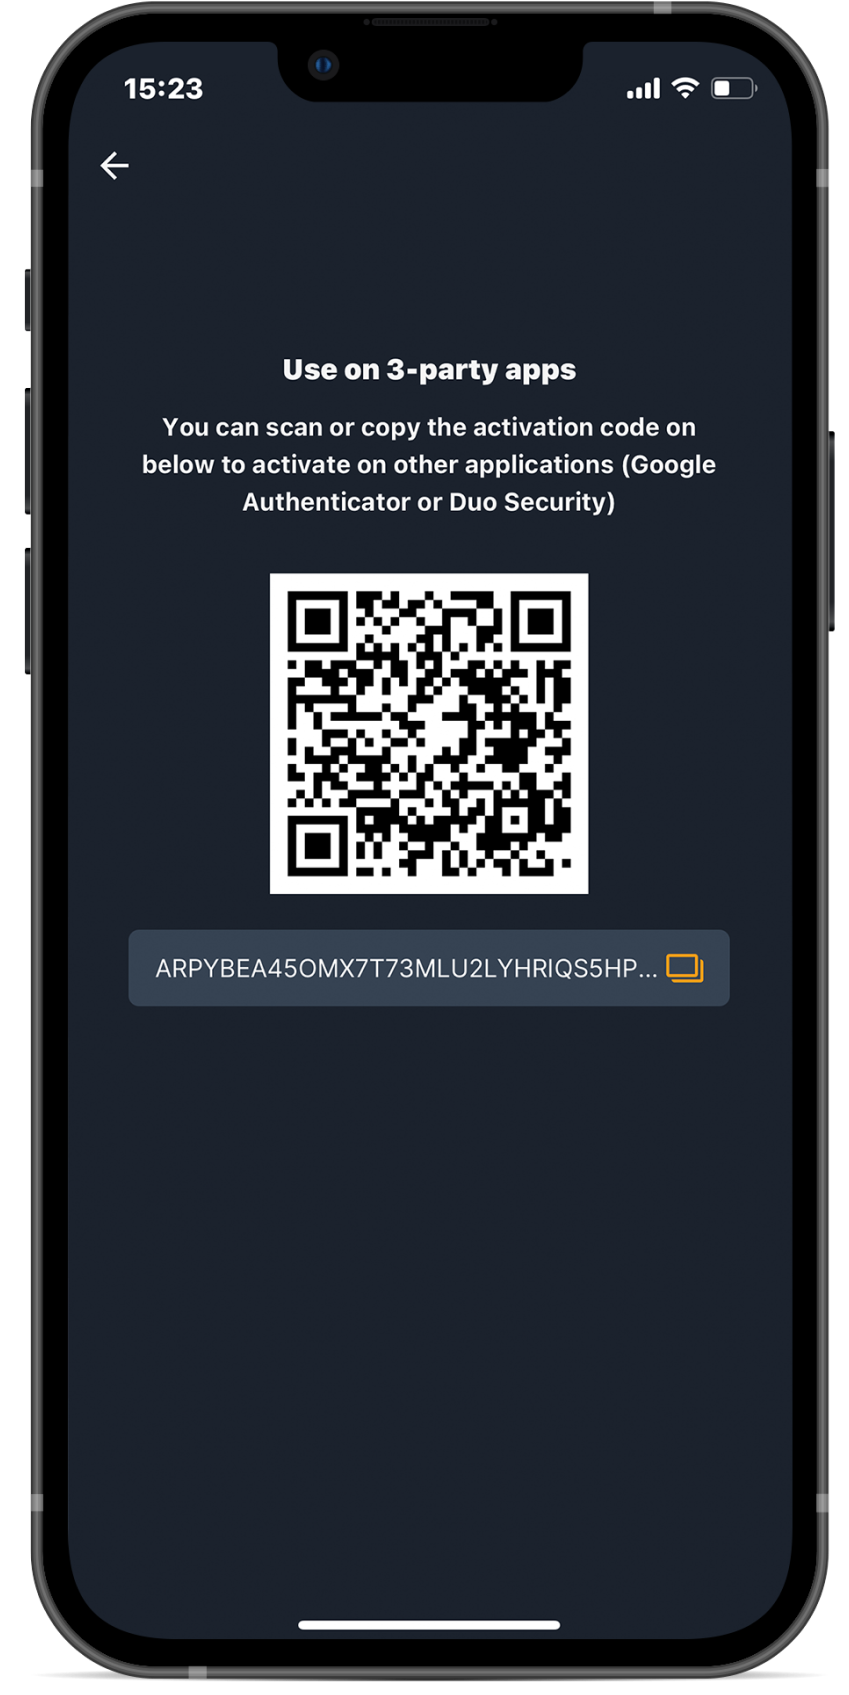 15:23
Use on 3-party apps
You can scan or copy the activation code on
below to activate on other applications (Google
Authenticator or Duo Security)
ARPYBEA45OMX7T73MLU2LYHRIQS5HP...